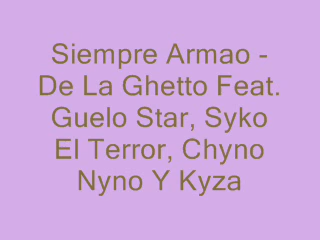 Siempre Armao -
De La Ghetto Feat.
Guelo Star, Syko
El Terror, Chyno
Nyno Y Kyza